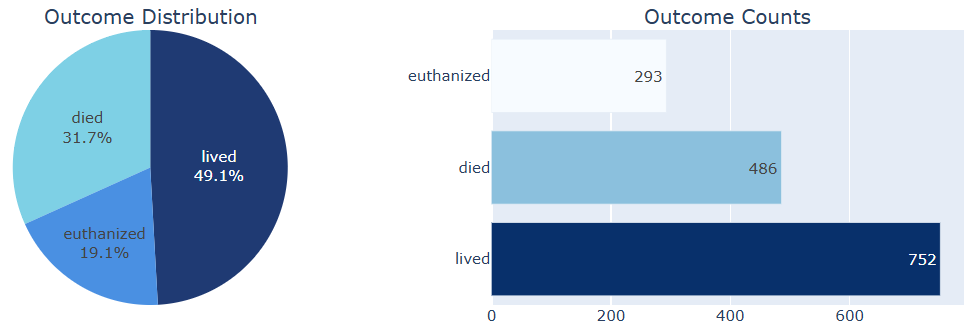 Outcome Distribution
died
31.7%
lived
49.1%
euthanized
19.1%
Outcome Counts
euthanized
293
died
486
lived
752
0
200
400
600